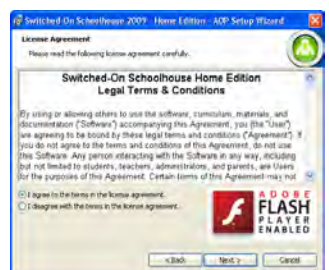 Switched-On Schoolhouse 2009 - Home Edition - AOP Setup Wizard
License Agreement
Please read the following license agreement carefully.
Switched-On Schoolhouse Home Edition
Legal Terms & Conditions
By using or allowing others to use the software, curriculum, materials, and
documentation ("Software") accompanying this Agreement, you (the "User")
are agreeing to be bound by these legal terms and conditions ("Agreement"). If
you do not agree to the terms and conditions of this Agreement, do not use
this Software. Any person interacting with the Software in any way, including
but not limited to students, teachers, administrators, and parents, are Users
for the purposes of this Agreement. Certain terms of this Agreement may not
I agree to the terms in the license agreement.
I disagree with the terms in the license agreement.
ADOBE
FLASH
PLAYER
ENABLED
< Back
Next >
Cancel